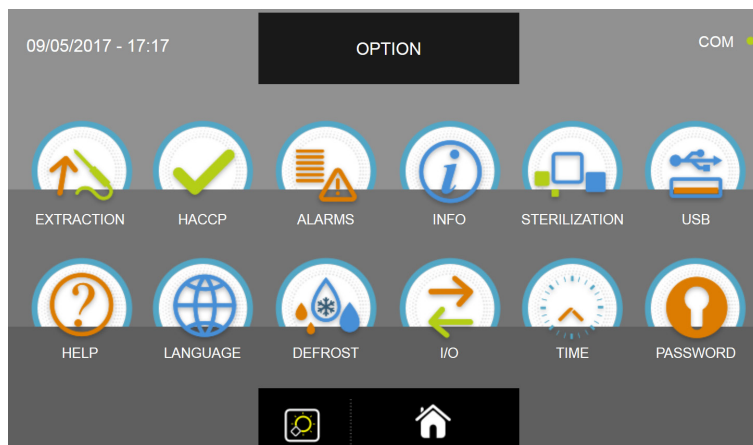 09/05/2017 - 17:17
OPTION
COM
EXTRACTION
HACCP
ALARMS
INFO
STERILIZATION
USB
HELP
LANGUAGE
DEFROST
I/O
TIME
PASSWORD